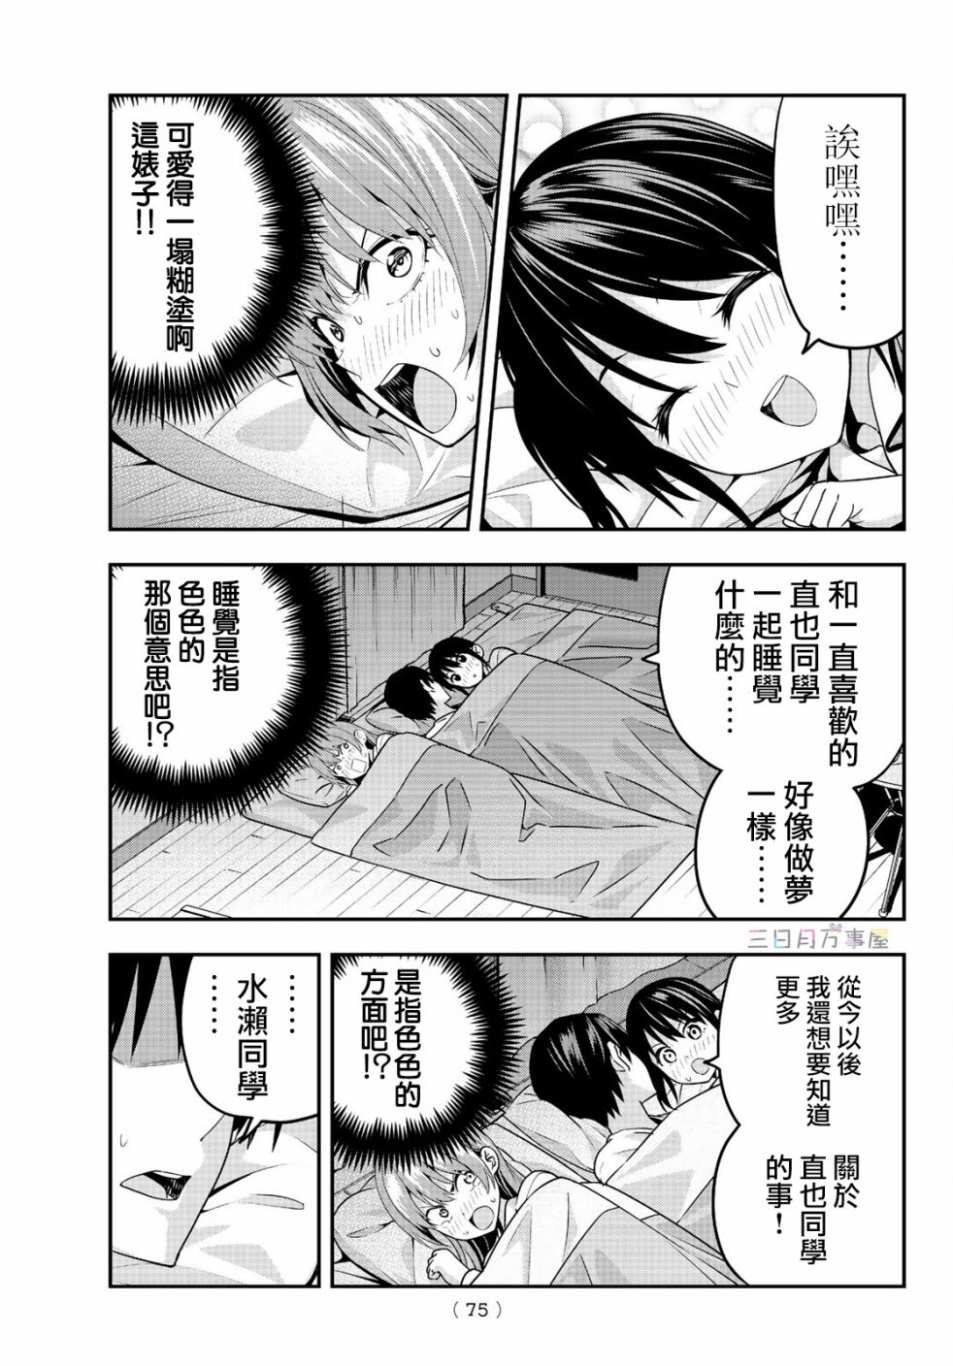 誒嘿嘿……
可愛得一塌糊塗啊
這婊子!!
和一直喜歡的
直也同學
一起睡覺
什麼的……
好像做夢
一樣……
睡覺是指
色色的
那個意思吧!?
三日月万事屋
從今以後
我還想要知道
更多
關於
直也同學
的事！
是指色色的
方面吧!?
……
水瀨同學
……
（75）